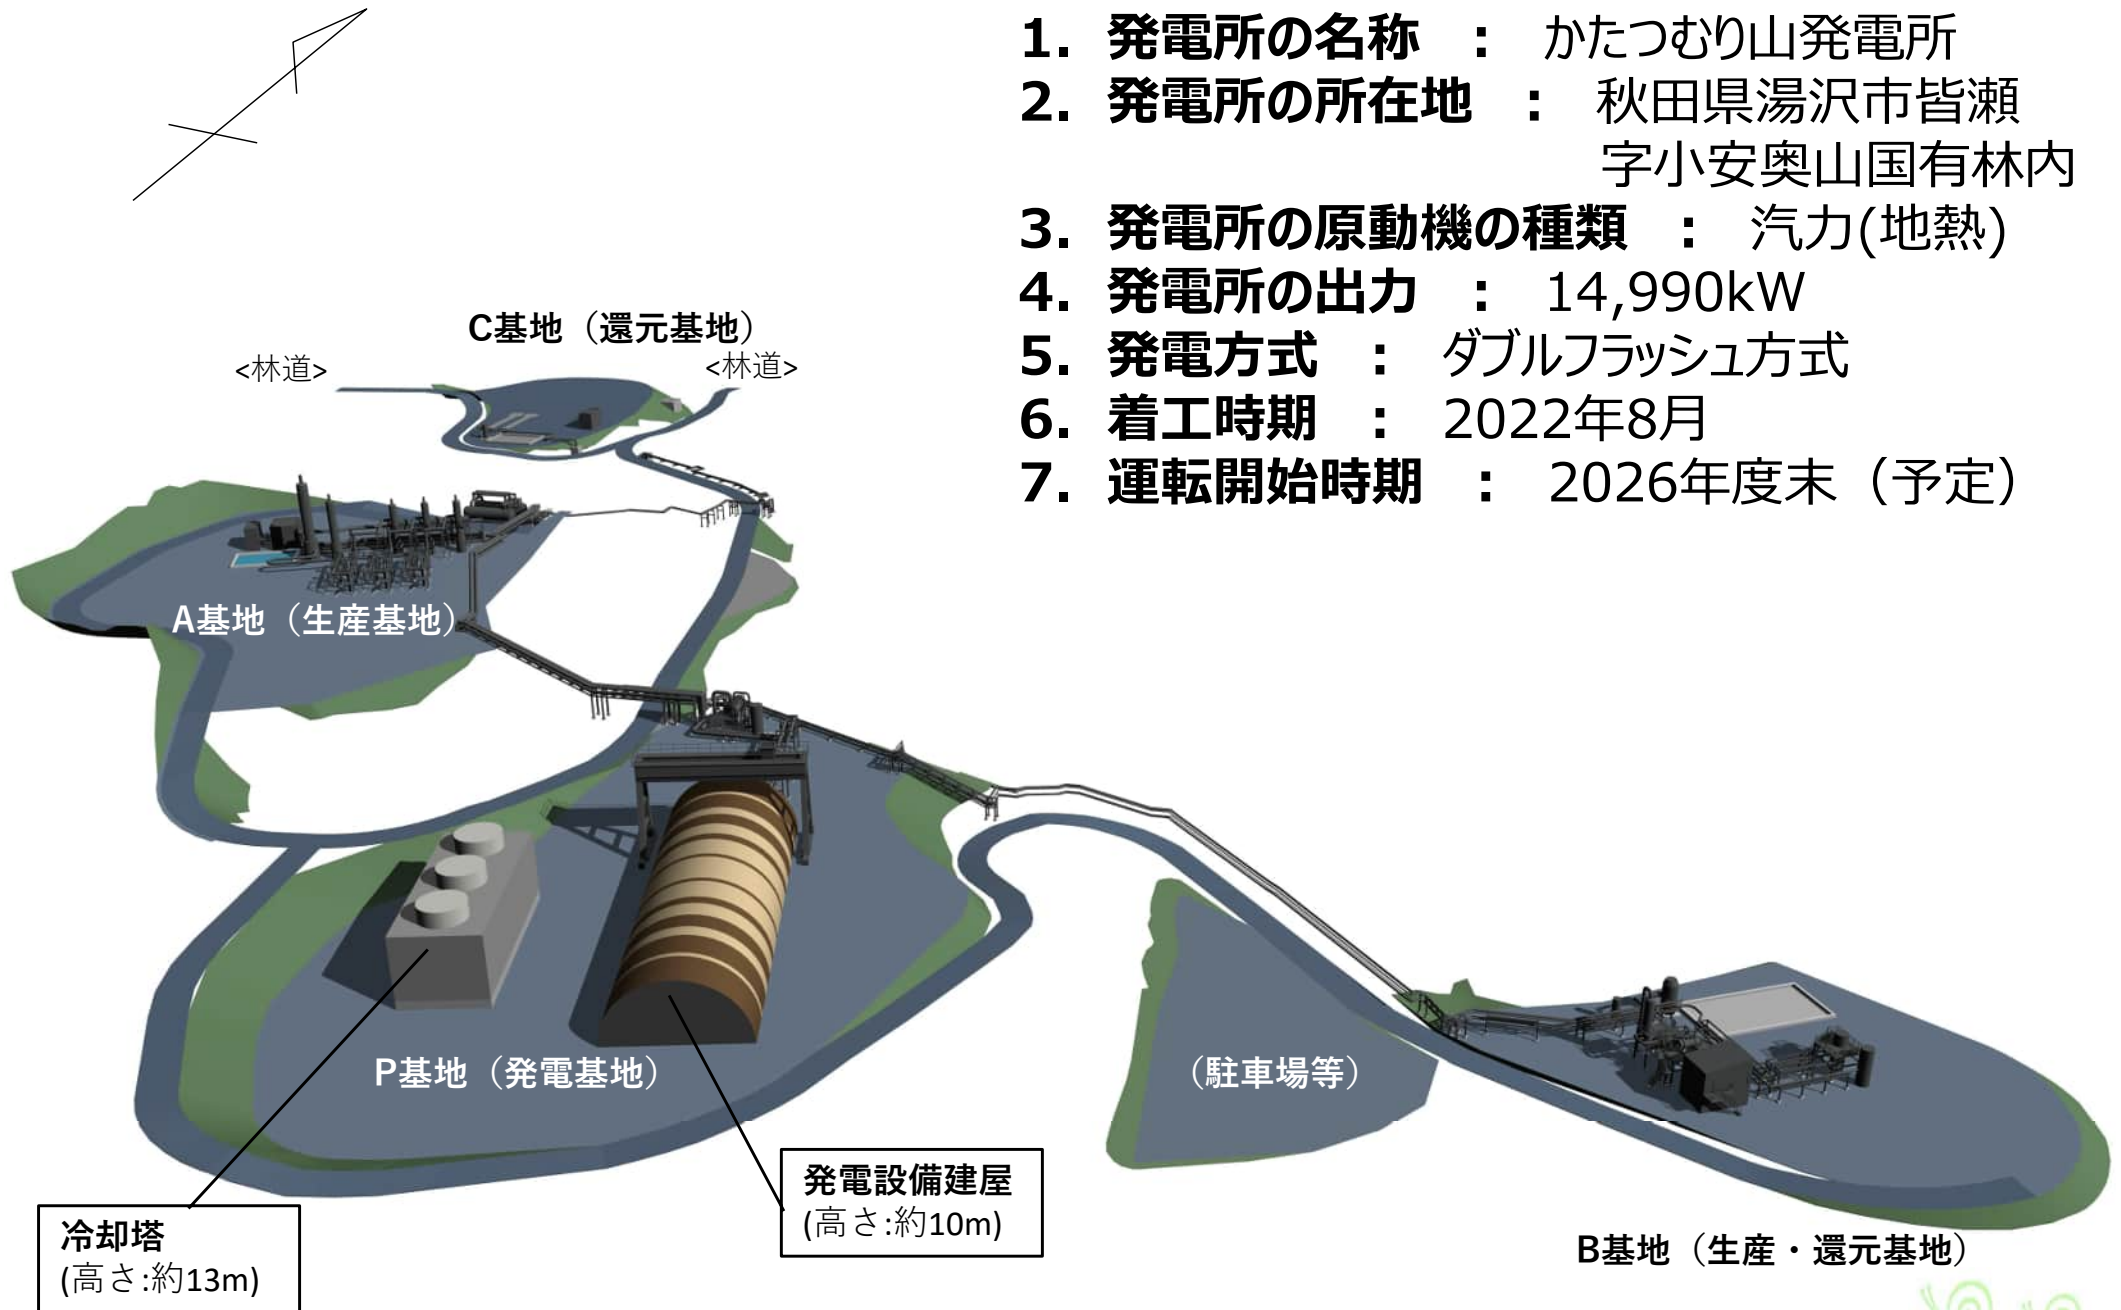 1. 発電所の名称 : かたつむり山発電所
2. 発電所の所在地 : 秋田県湯沢市皆瀬
字小安奥山国有林内
3. 発電所の原動機の種類 : 汽力(地熱)
4. 発電所の出力 : 14,990kW
5. 発電方式 : ダブルフラッシュ方式
6. 着工時期 : 2022年8月
7. 運転開始時期 : 2026年度末（予定）
C基地（還元基地）
<林道>
<林道>
A基地（生産基地）
P基地（発電基地）
（駐車場等）
発電設備建屋
(高さ:約10m)
冷却塔
(高さ:約13m)
B基地（生産・還元基地）